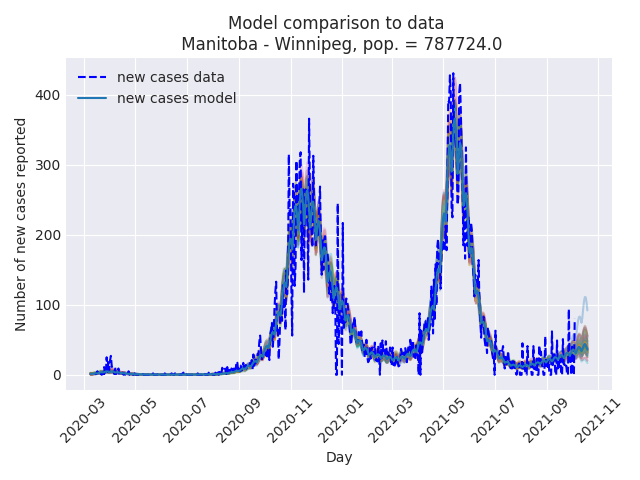 Model comparison to data
Manitoba - Winnipeg, pop. = 787724.0
new cases data
new cases model
Number of new cases reported
400
300
200
100
0
2020-03
2020-05
2020-07
2020-09
2020-11
2021-01
2021-03
2021-05
2021-07
2021-09
2021-11
Day